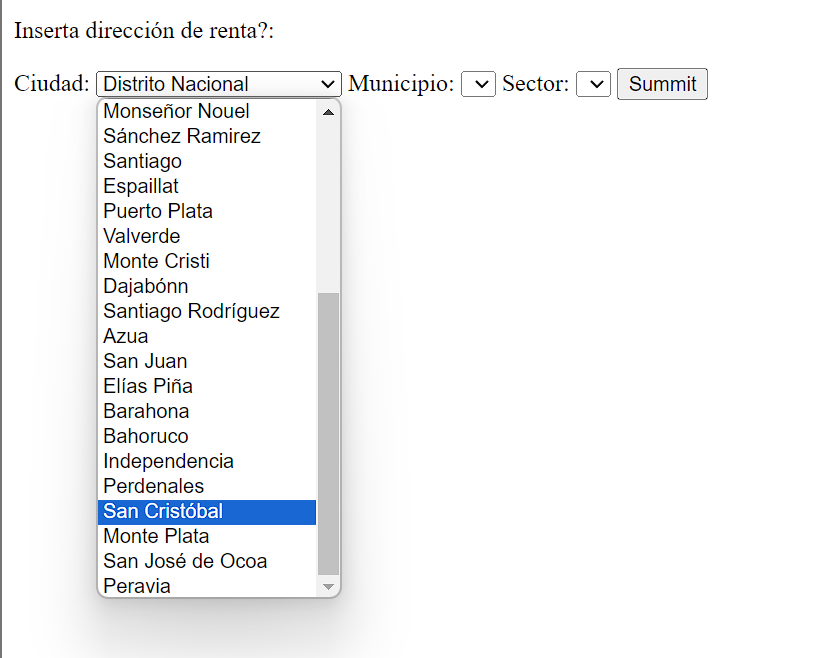 Inserta dirección de renta?:
Ciudad: Distrito Nacional Municipio: Sector: Summit
Monseñor Nouel
Sánchez Ramirez
Santiago
Espaillat
Puerto Plata
Valverde
Monte Cristi
Dajabónn
Santiago Rodríguez
Azua
San Juan
Elías Piña
Barahona
Bahoruco
Independencia
Perdenales
San Cristóbal
Monte Plata
San José de Ocoa
Peravia